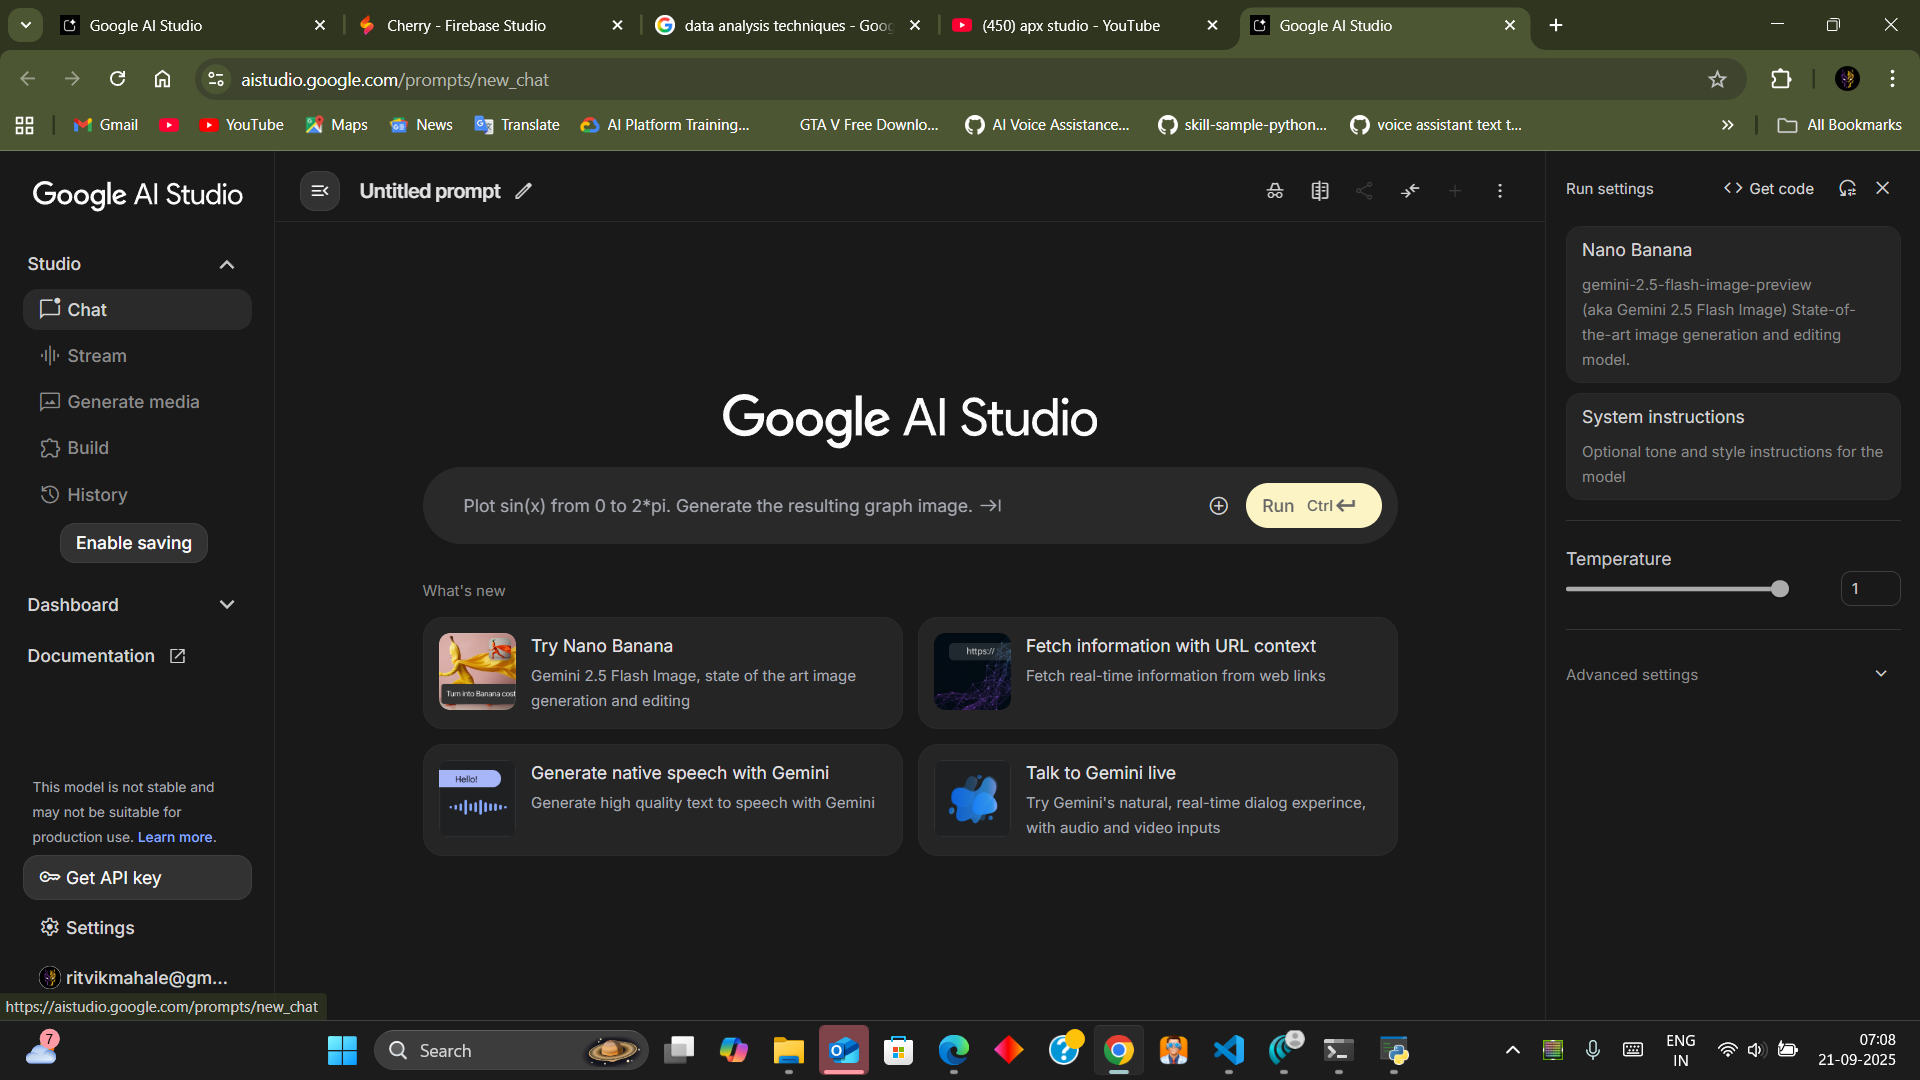 Google AI Studio
Cherry - Firebase Studio
data analysis techniques - Goog
(450) apx studio - YouTube
Google AI Studio
aistudio.google.com/prompts/new_chat
Gmail
YouTube
Maps
News
Translate
AI Platform Training...
GTA V Free Downlo...
AI Voice Assistance...
skill-sample-python...
voice assistant text t...
All Bookmarks
Google AI Studio
Studio
Chat
Stream
Generate media
Build
History
Enable saving
Dashboard
Documentation
This model is not stable and
may not be suitable for
production use. Learn more.
Get API key
Settings
ritvikmahale@gm...
https://aistudio.google.com/prompts/new_chat
Untitled prompt
Google AI Studio
Plot sin(x) from 0 to 2*pi. Generate the resulting graph image.
Run Ctrl
What's new
Turn into Banana cost
Try Nano Banana
Gemini 2.5 Flash Image, state of the art image
generation and editing
https://
Fetch information with URL context
Fetch real-time information from web links
Hello!
Generate native speech with Gemini
Generate high quality text to speech with Gemini
Talk to Gemini live
Try Gemini's natural, real-time dialog experince,
with audio and video inputs
Run settings
<> Get code
Nano Banana
gemini-2.5-flash-image-preview
(aka Gemini 2.5 Flash Image) State-of-
the-art image generation and editing
model.
System instructions
Optional tone and style instructions for the
model
Temperature
1
Advanced settings
7
Search
ENG
IN
07:08
21-09-2025